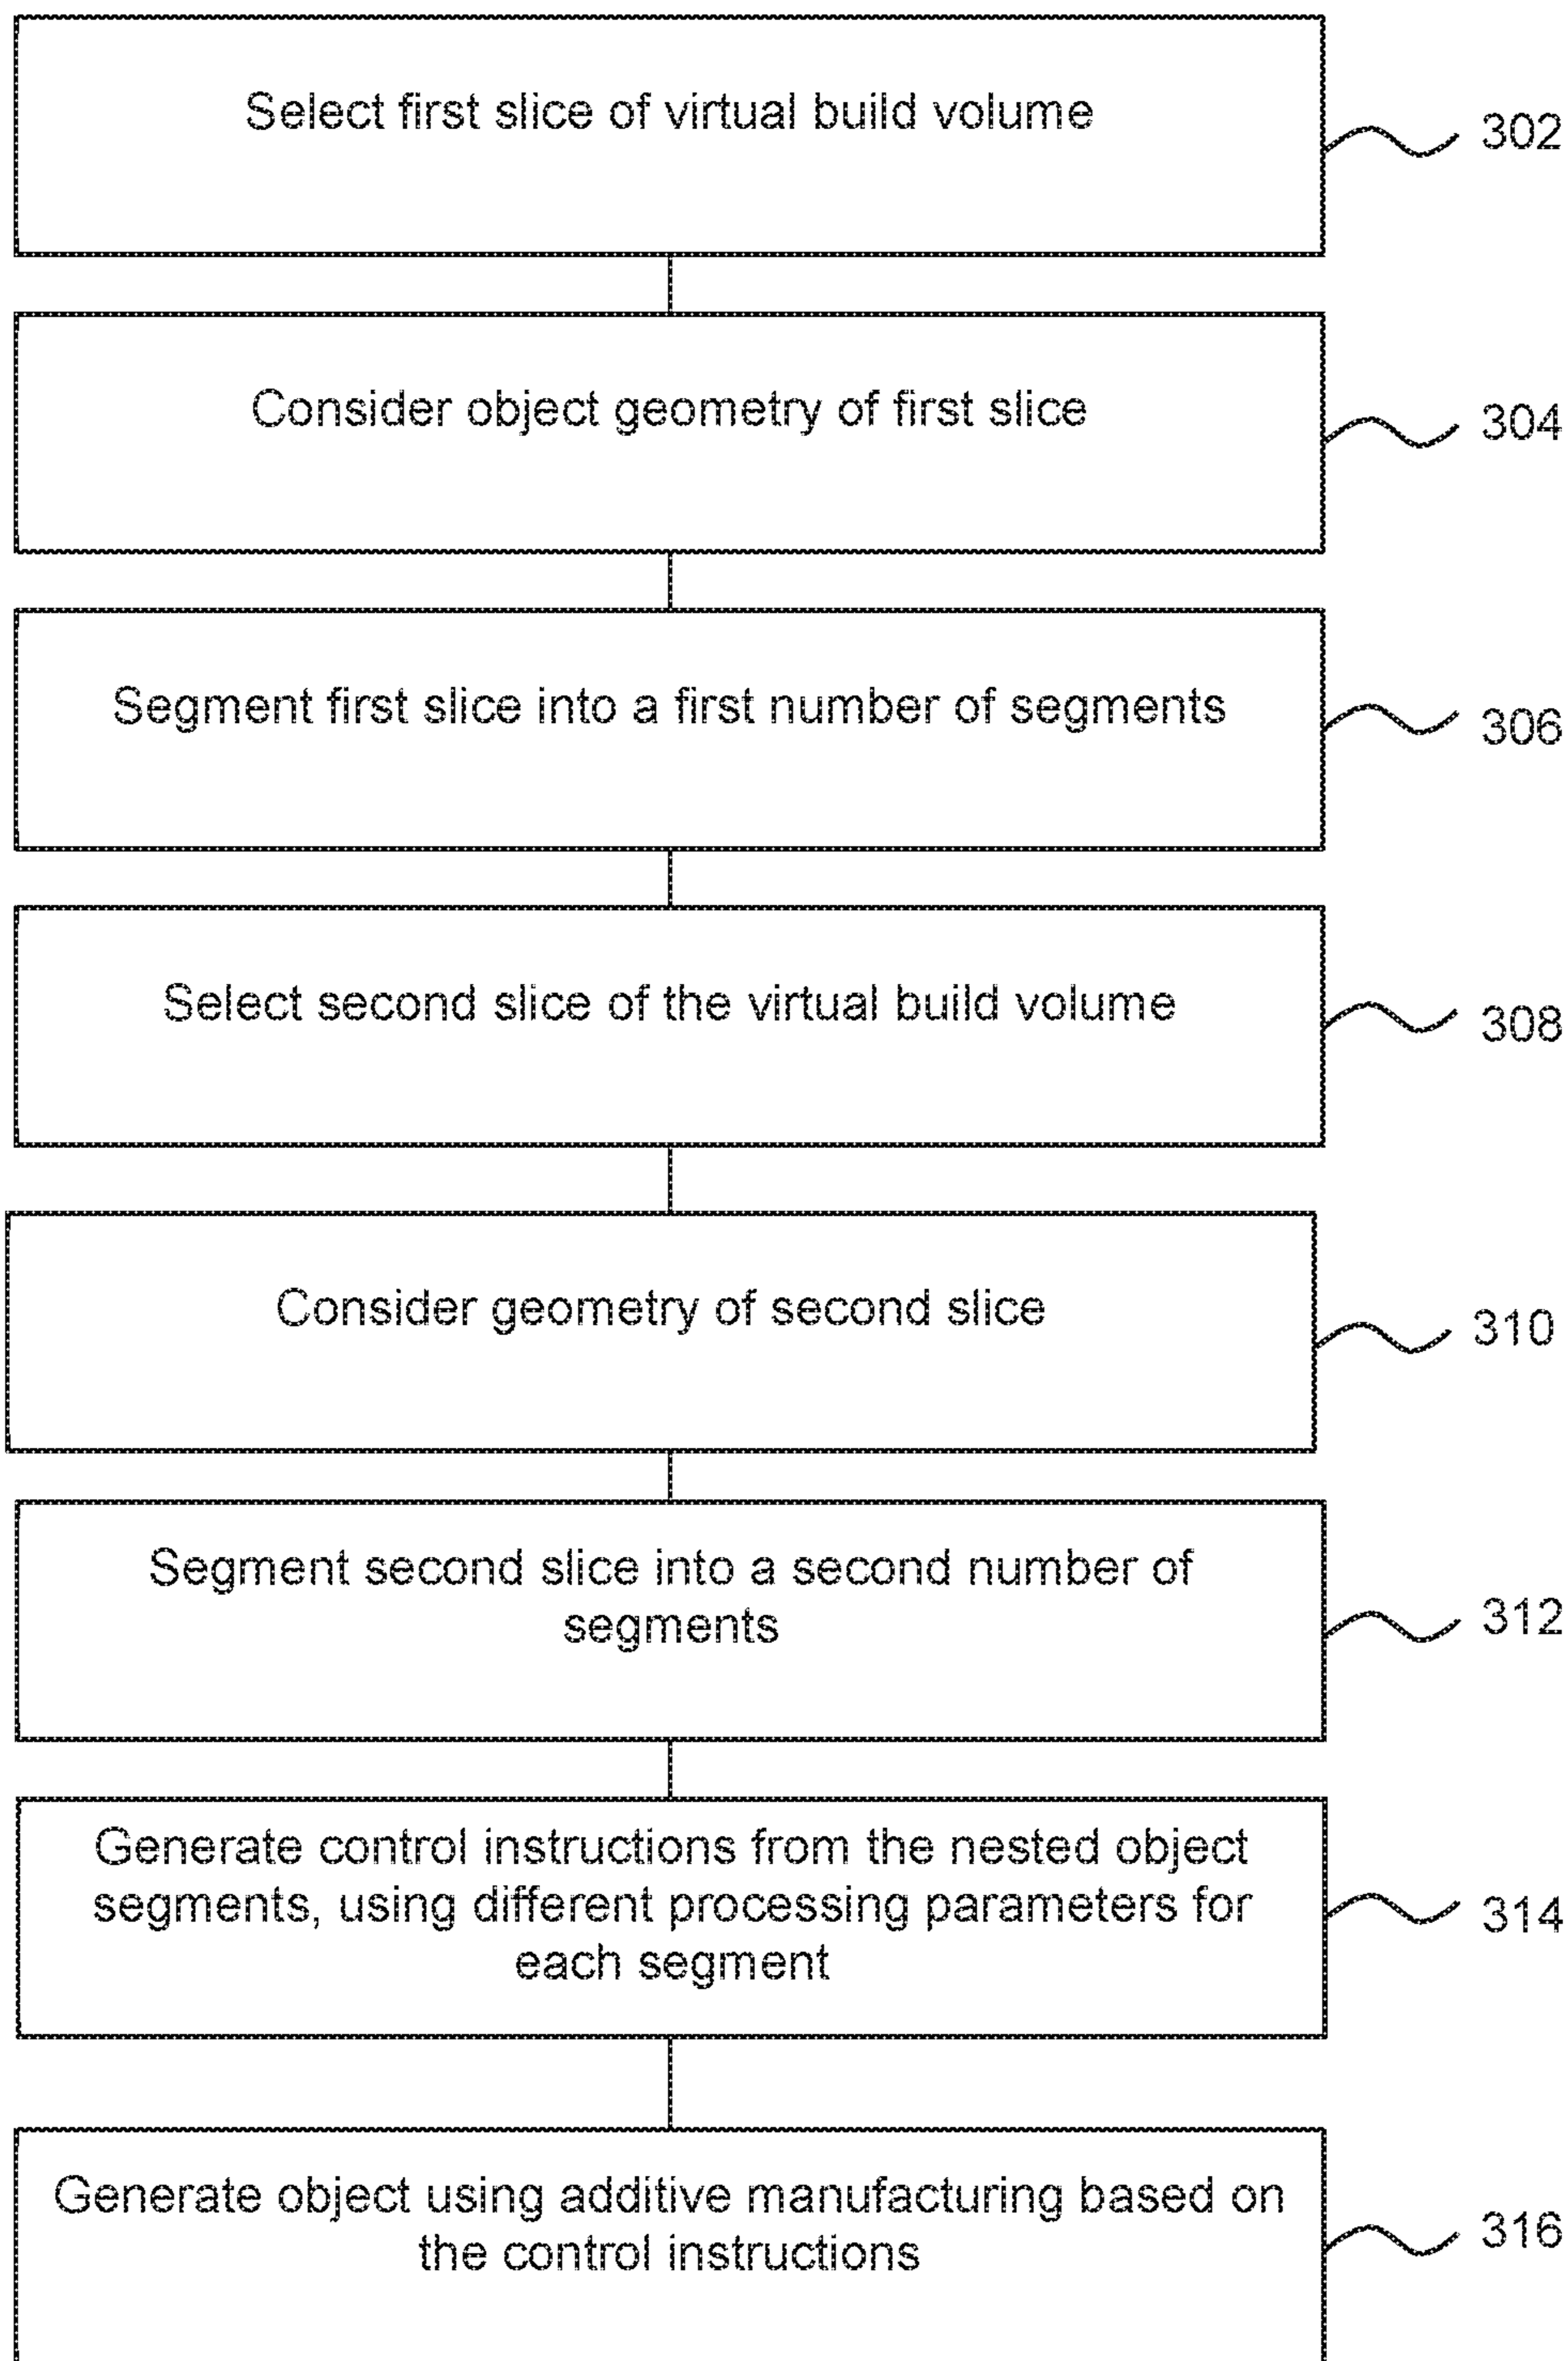 Select first slice of virtual build volume
302
Consider object geometry of first slice
304
Segment first slice into a first number of segments
306
Select second slice of the virtual build volume
308
Consider geometry of second slice
310
Segment second slice into a second number of
segments
312
Generate control instructions from the nested object
segments, using different processing parameters for
each segment
314
Generate object using additive manufacturing based on
the control instructions
316